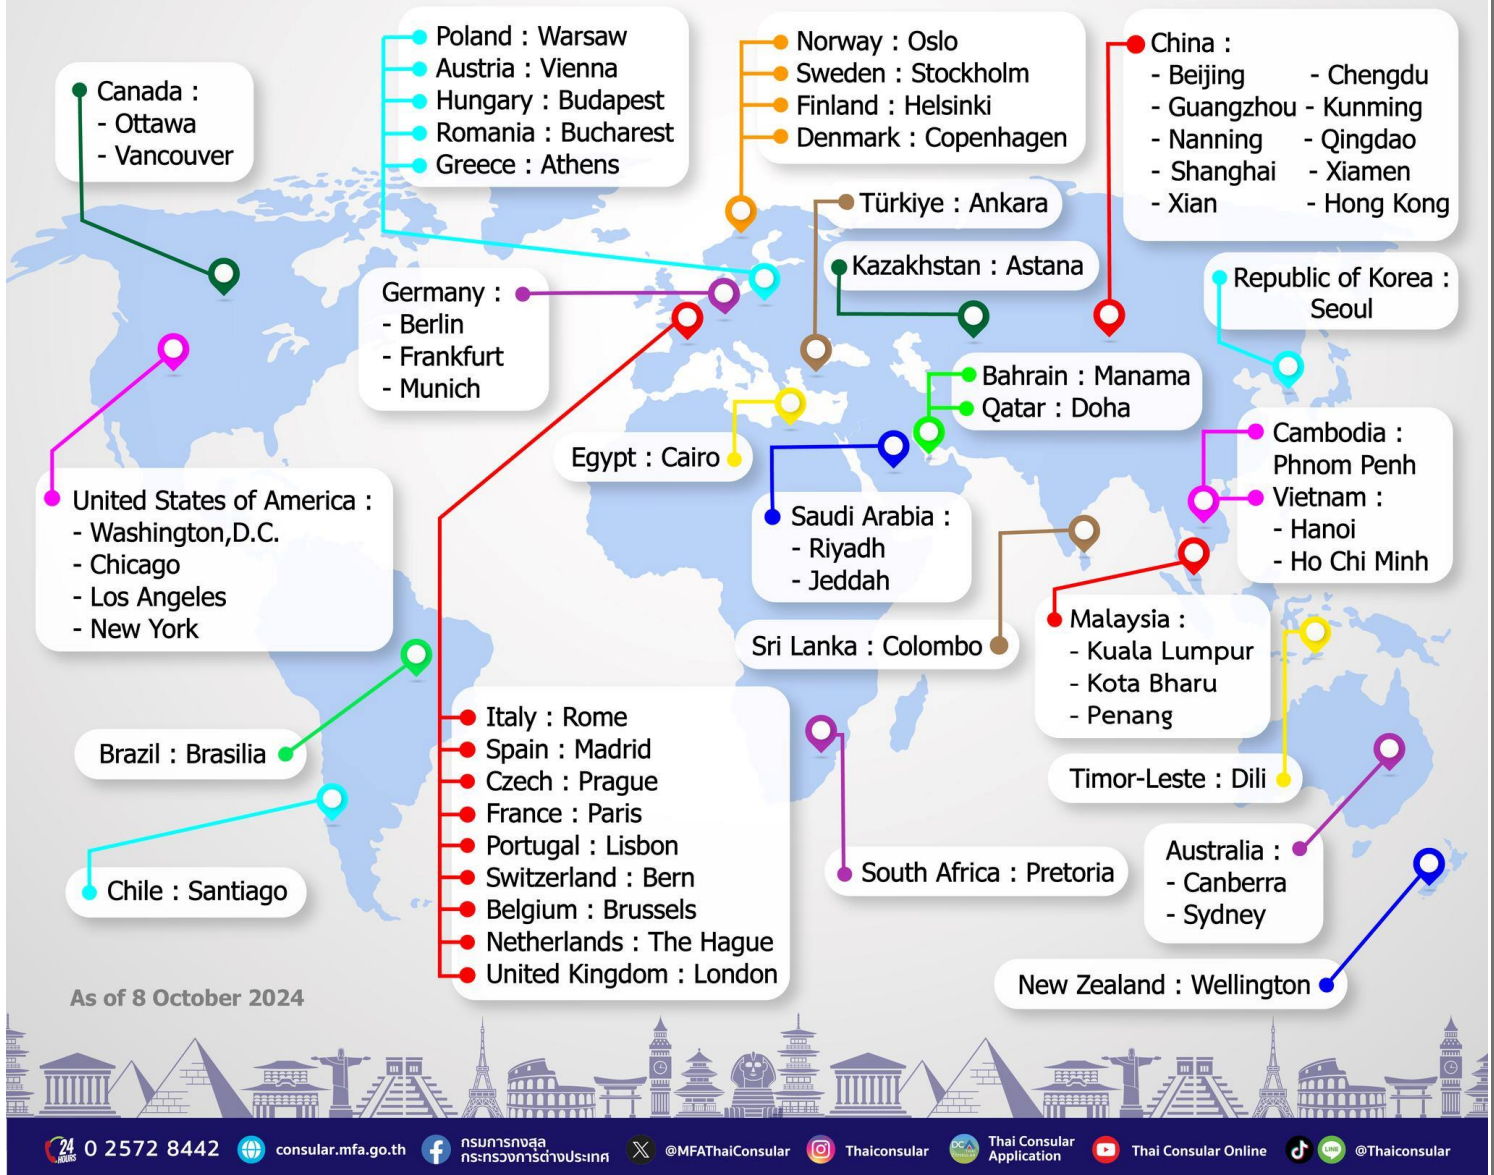 Canada :
- Ottawa
- Vancouver
Poland : Warsaw
Austria : Vienna
Hungary : Budapest
Romania : Bucharest
Greece : Athens
Norway : Oslo
Sweden : Stockholm
Finland : Helsinki
Denmark : Copenhagen
China :
- Beijing - Chengdu
- Guangzhou - Kunming
- Nanning - Qingdao
- Shanghai - Xiamen
- Xian - Hong Kong
Türkiye : Ankara
Kazakhstan : Astana
Republic of Korea :
Seoul
Germany :
- Berlin
- Frankfurt
- Munich
Bahrain : Manama
Qatar : Doha
Egypt : Cairo
Cambodia :
Phnom Penh
Vietnam :
- Hanoi
- Ho Chi Minh
United States of America :
- Washington,D.C.
- Chicago
- Los Angeles
- New York
Saudi Arabia :
- Riyadh
- Jeddah
Sri Lanka : Colombo
Malaysia :
- Kuala Lumpur
- Kota Bharu
- Penang
Brazil : Brasilia
Italy : Rome
Spain : Madrid
Czech : Prague
France : Paris
Portugal : Lisbon
Switzerland : Bern
Belgium : Brussels
Netherlands : The Hague
United Kingdom : London
Timor-Leste : Dili
Chile : Santiago
South Africa : Pretoria
Australia :
- Canberra
- Sydney
New Zealand : Wellington
As of 8 October 2024
24
HOURS
0 2572 8442
consular.mfa.go.th
กรมการกงสุล
กระทรวงการต่างประเทศ
@MFAThaiConsular
Thaiconsular
Thai Consular
Application
Thai Consular Online
LINE
@Thaiconsular